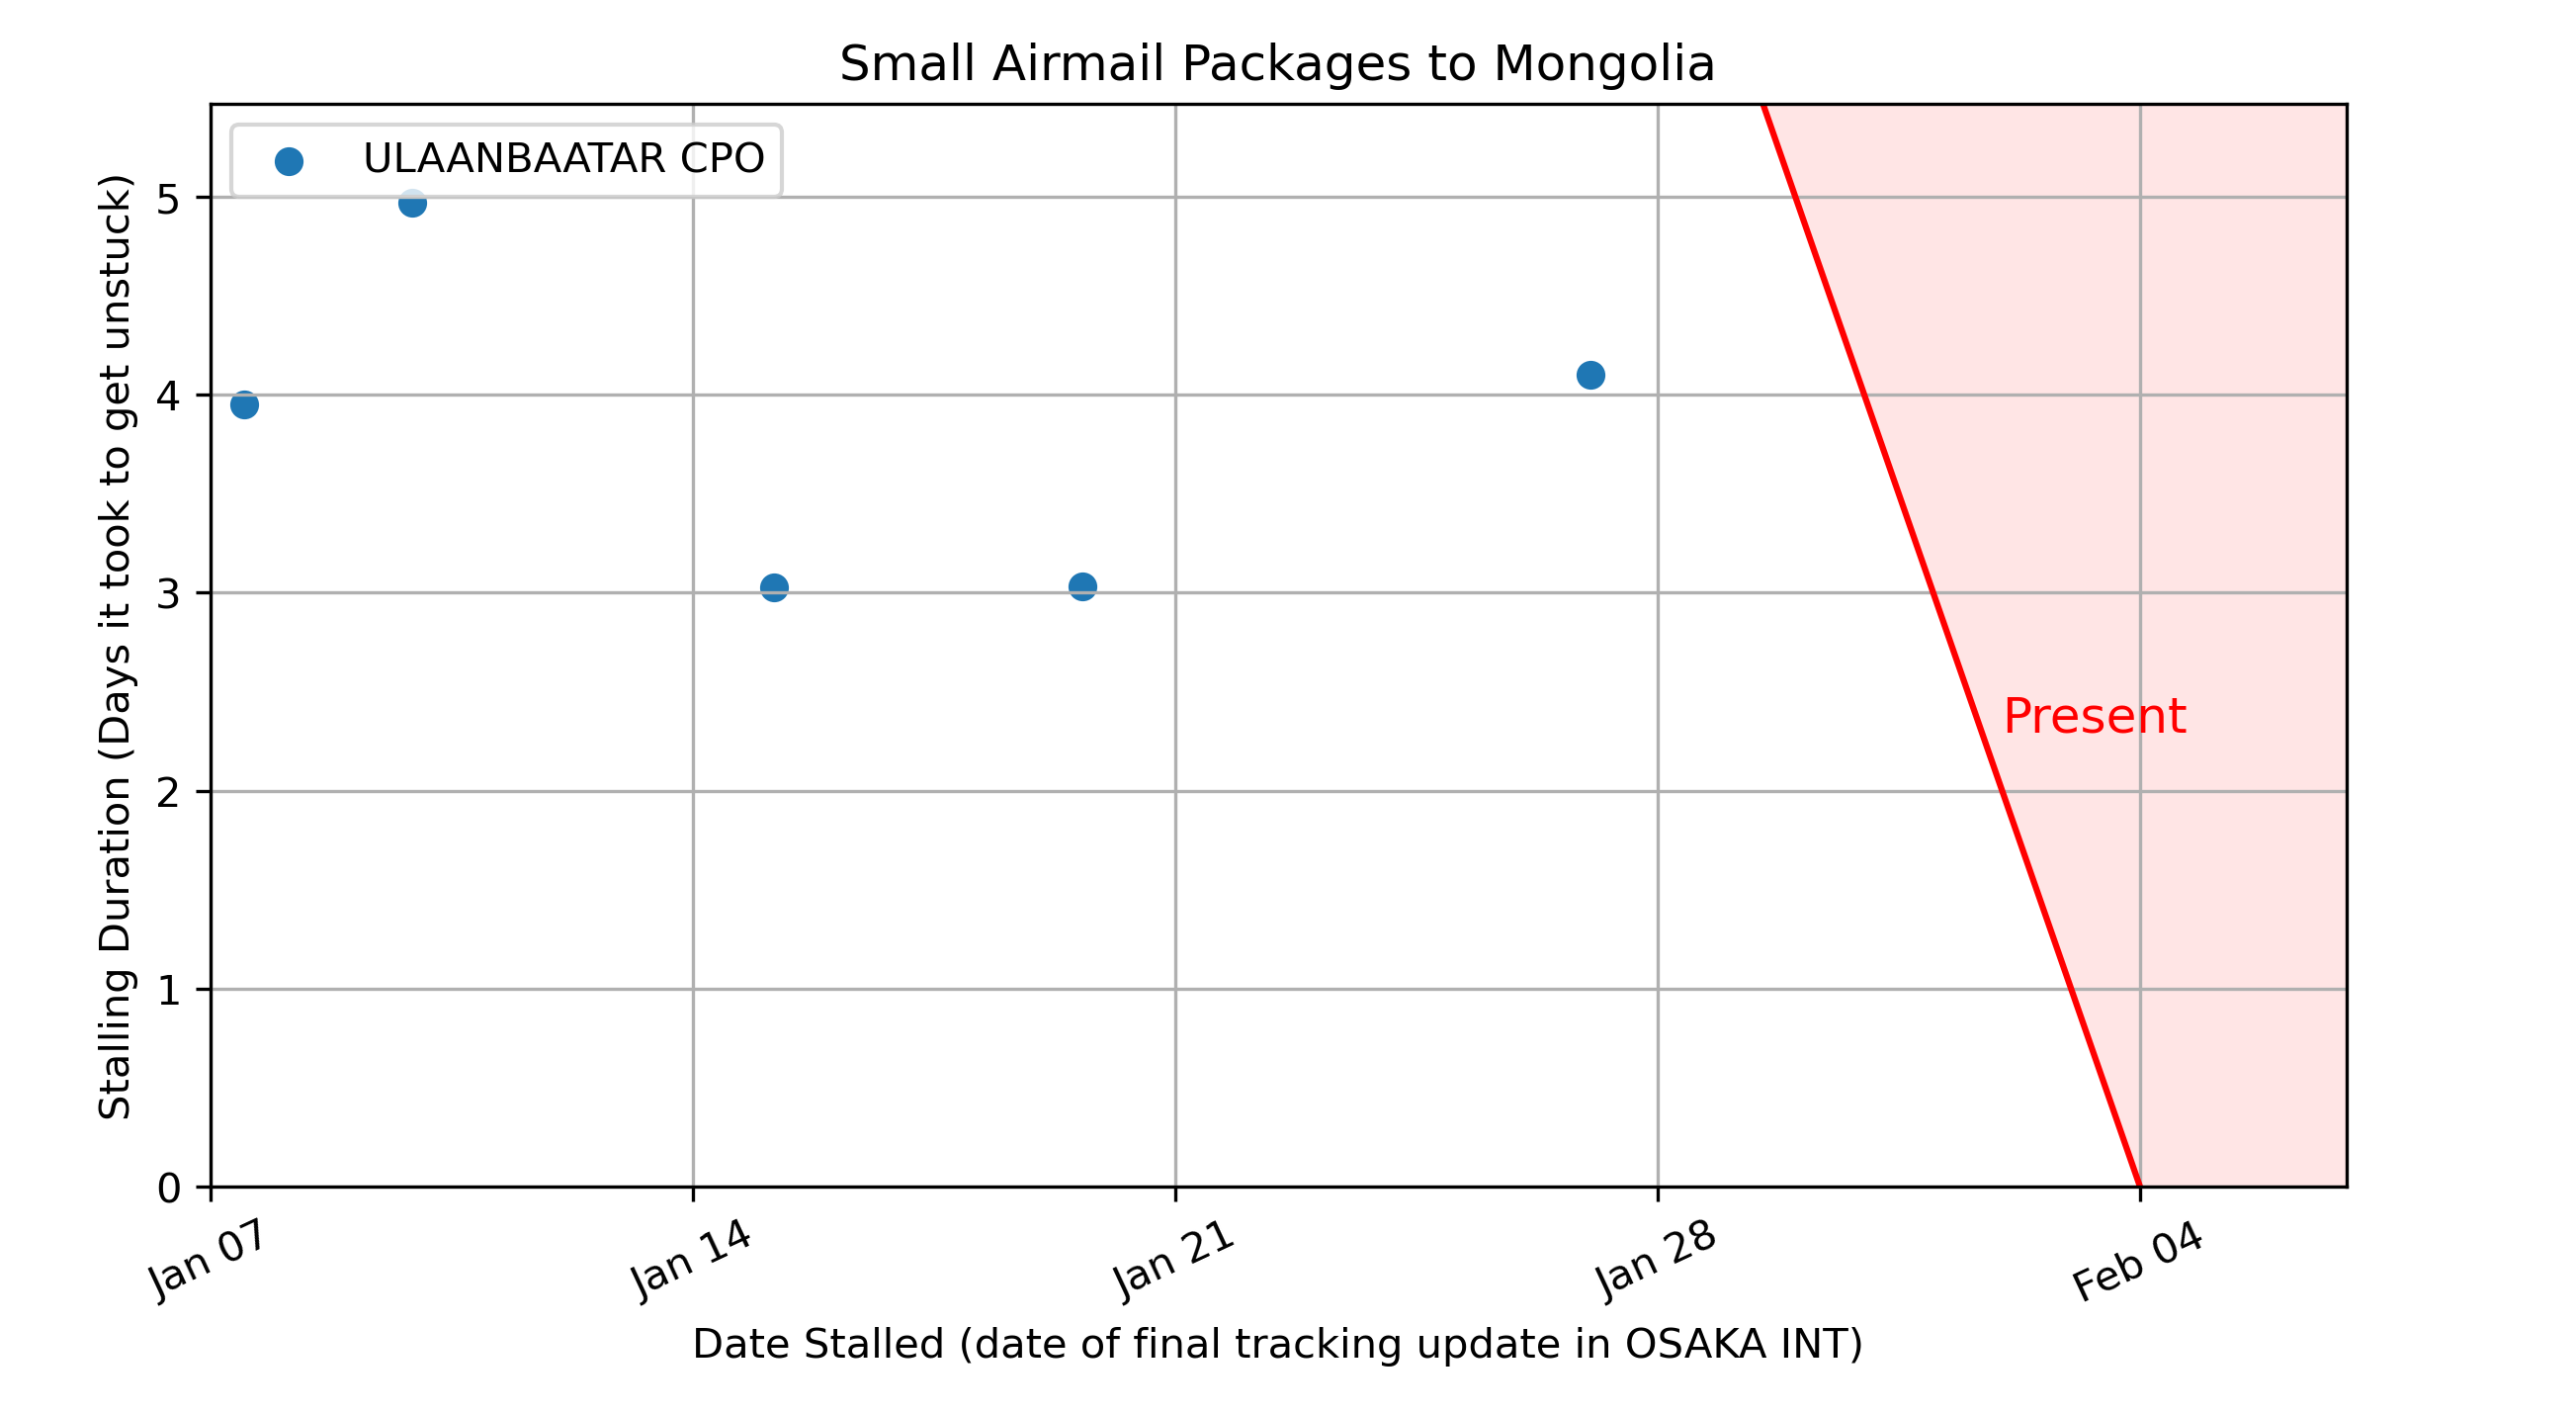 Small Airmail Packages to Mongolia
ULAANBAATAR CPO
Stalling Duration (Days it took to get unstuck)
5
4
3
2
1
0
Present
Jan 07
Jan 14
Jan 21
Jan 28
Feb 04
Date Stalled (date of final tracking update in OSAKA INT)